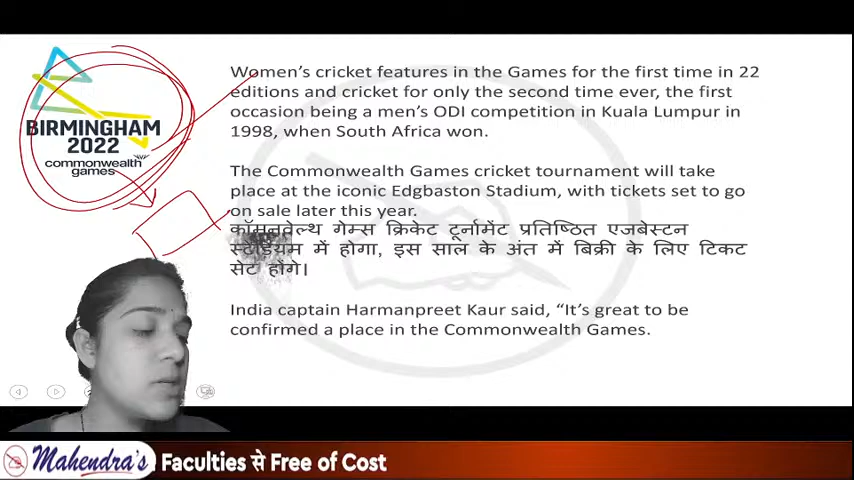 BIRMINGHAM
2022
commonwealth
games
Women's cricket features in the Games for the first time in 22
editions and cricket for only the second time ever, the first
occasion being a men's ODI competition in Kuala Lumpur in
1998, when South Africa won.
The Commonwealth Games cricket tournament will take
place at the iconic Edgbaston Stadium, with tickets set to go
on sale later this year.
कॉमनवेल्थ गेम्स क्रिकेट टूर्नामेंट प्रतिष्ठित एजबेस्टन
स्टेडियम में होगा, इस साल के अंत में बिक्री के लिए टिकट
सेट होंगे।
India captain Harmanpreet Kaur said, “It's great to be
confirmed a place in the Commonwealth Games.
Mahendra's Faculties से Free of Cost